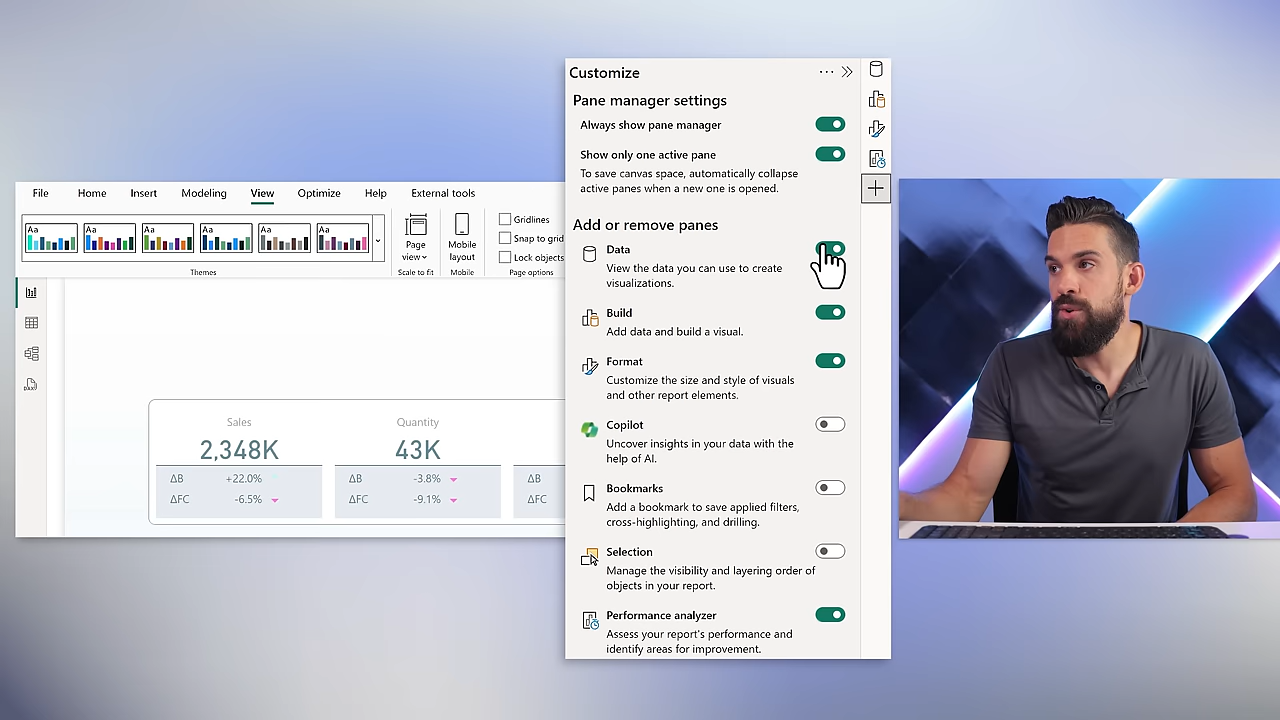 File Home Insert Modeling View Optimize Help External tools
Aa Aa Aa Aa Aa Aa
Themes
Page
view
Scale to fit
Mobile
layout
Mobile
Gridlines
Snap to grid
Lock objects
Page options
Sales
2,348K
ΔB +22.0%
ΔFC -6.5%
Quantity
43K
ΔB -3.8%
ΔFC -9.1%
ΔB
ΔFC
Customize
Pane manager settings
Always show pane manager
Show only one active pane
To save canvas space, automatically collapse
active panes when a new one is opened.
Add or remove panes
Data
View the data you can use to create
visualizations.
Build
Add data and build a visual.
Format
Customize the size and style of visuals
and other report elements.
Copilot
Uncover insights in your data with the
help of AI.
Bookmarks
Add a bookmark to save applied filters,
cross-highlighting, and drilling.
Selection
Manage the visibility and layering order of
objects in your report.
Performance analyzer
Assess your report's performance and
identify areas for improvement.